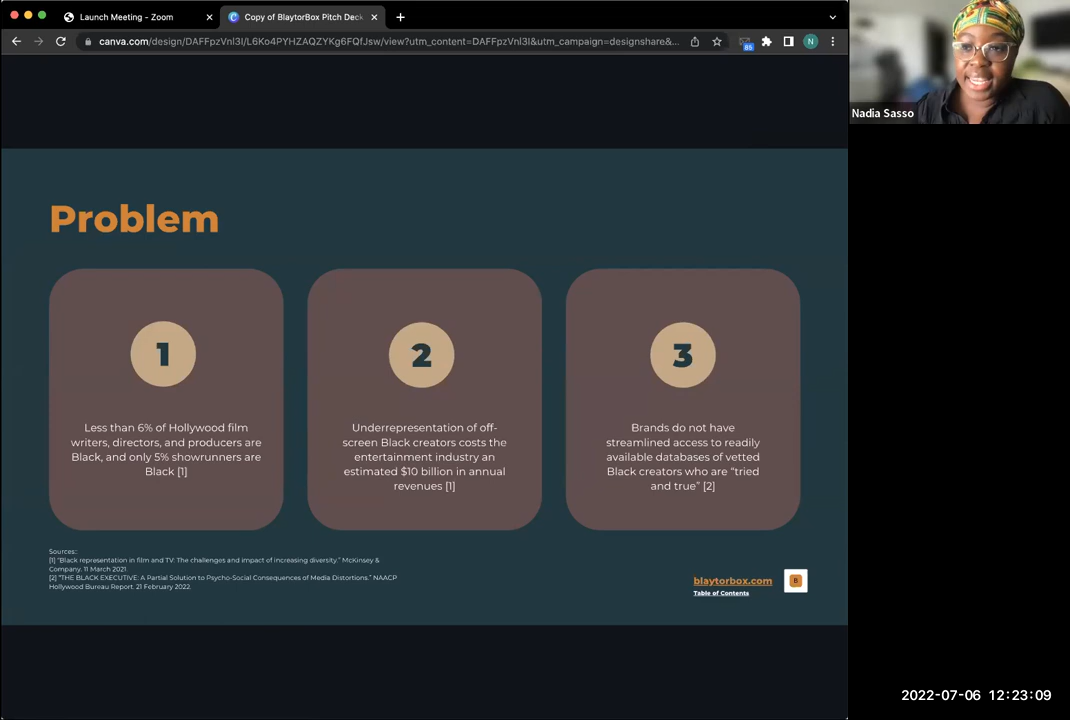 Launch Meeting - Zoom
Copy of BlaytorBox Pitch Deck
canva.com/design/DAFFpzVnl3I/L6Ko4PYHZAQZYKg6FQfJsw/view?utm_content=DAFFpzVnl3I&utm_campaign=designshare&...
85
N
Nadia Sasso
Problem
1
Less than 6% of Hollywood film
writers, directors, and producers are
Black, and only 5% showrunners are
Black [1]
2
Underrepresentation of off-
screen Black creators costs the
entertainment industry an
estimated $10 billion in annual
revenues [1]
3
Brands do not have
streamlined access to readily
available databases of vetted
Black creators who are “tried
and true” [2]
Sources:
[1] "Black representation in film and TV: The challenges and impact of increasing diversity." McKinsey &
Company. 11 March 2021.
[2] "THE BLACK EXECUTIVE: A Partial Solution to Psycho-Social Consequences of Media Distortions." NAACP
Hollywood Bureau Report. 21 February 2022.
blaytorbox.com
Table of Contents
B
2022-07-06 12:23:09